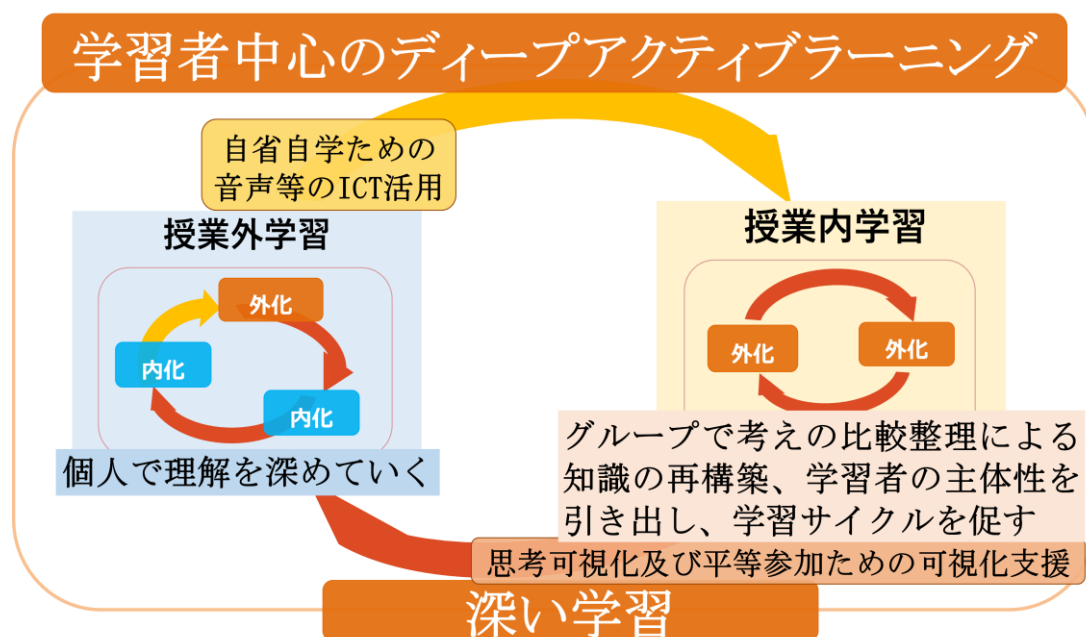 学習者中心のディープアクティブラーニング
自省自学ための
音声等のICT活用
授業外学習
外化
内化
内化
個人で理解を深めていく
授業内学習
外化
外化
グループで考えの比較整理による
知識の再構築、学習者の主体性を
引き出し、学習サイクルを促す
思考可視化及び平等参加ための可視化支援
深い学習